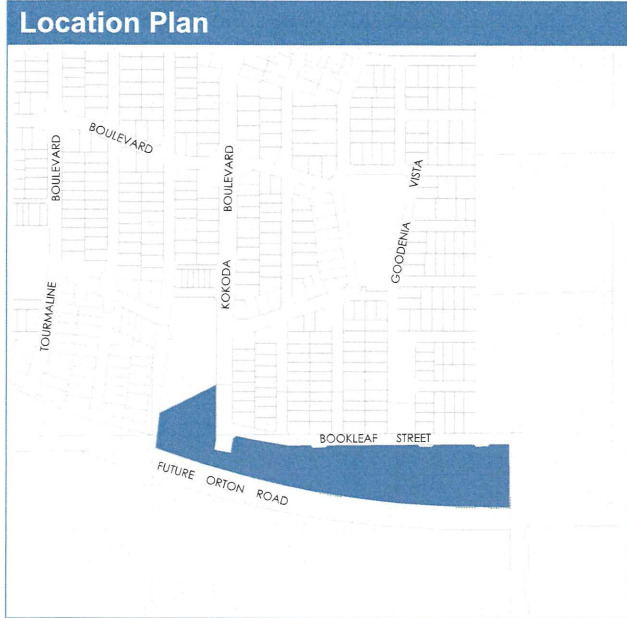 Location Plan
BOULEVARD
BOULEVARD
BOULEVARD
VISTA
GOODENIA
KOKODA
TOURMALINE
BOOKLEAF STREET
FUTURE ORTON ROAD